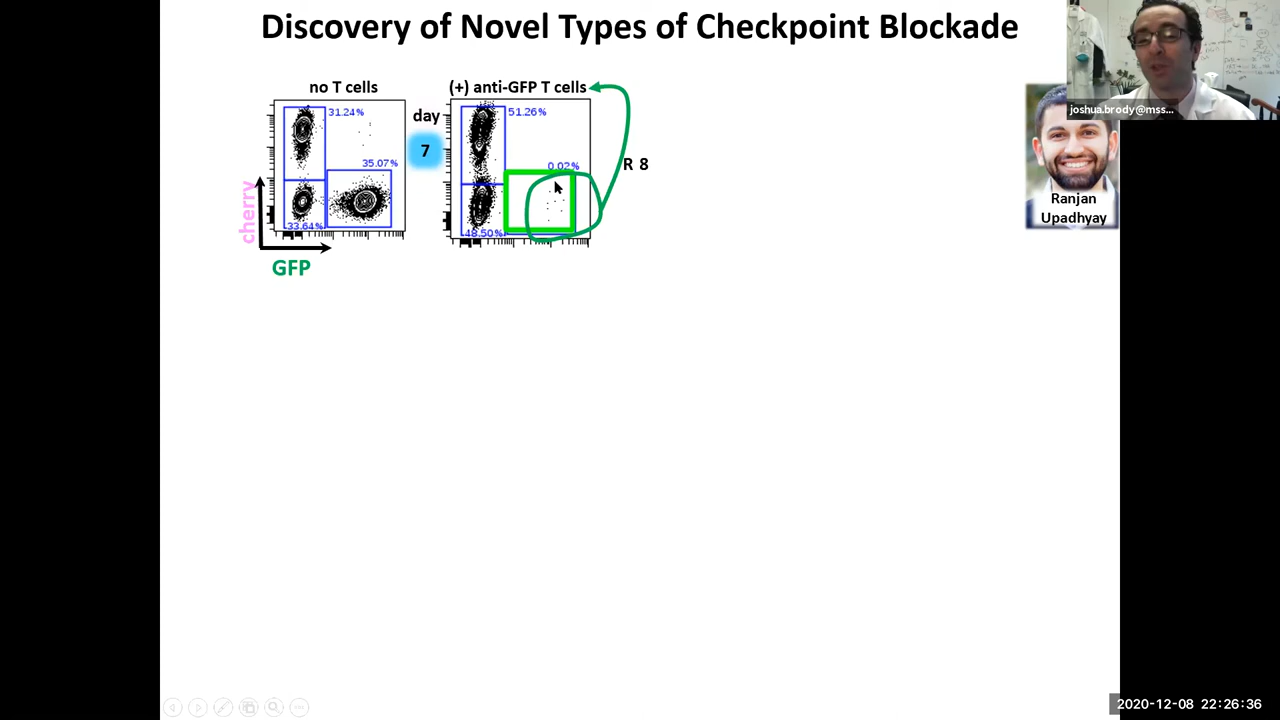 Discovery of Novel Types of Checkpoint Blockade
no T cells
(+) anti-GFP T cells
31.24%
day
51.26%
7
35.07%
0.02%
R 8
33.64%
48.50%
cherry
GFP
joshua.brody@mss...
Ranjan
Upadhyay
2020-12-08 22:26:36